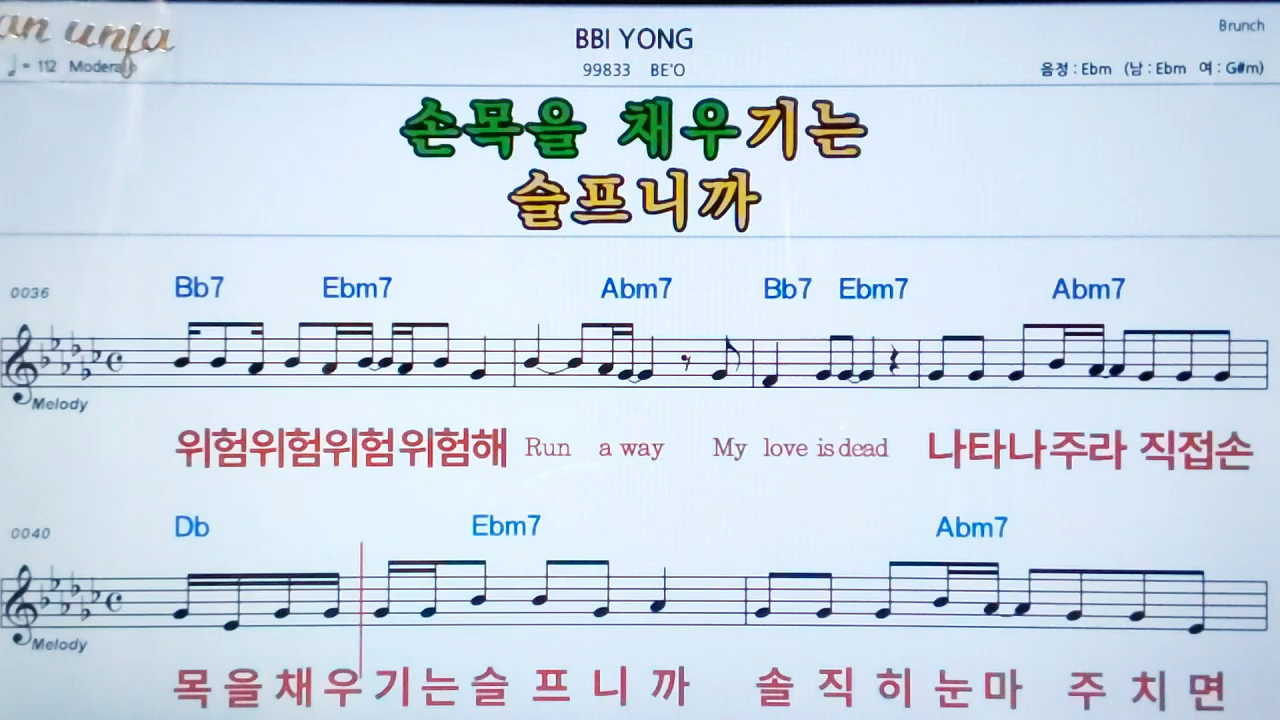 an unja
BBI YONG
Brunch
♩ = 112 Modera
99833 BE'O
음정 : Ebm (남 : Ebm 여 : G#m)
손목을 채우기는
슬프니까
Bb7 Ebm7 Abm7 Bb7 Ebm7 Abm7
0036
Melody
위험위험위험위험해 Run a way My love is dead 나타나주라 직접손
Db Ebm7 Abm7
0040
Melody
목을채우기는슬프니까 솔직히눈마주치면